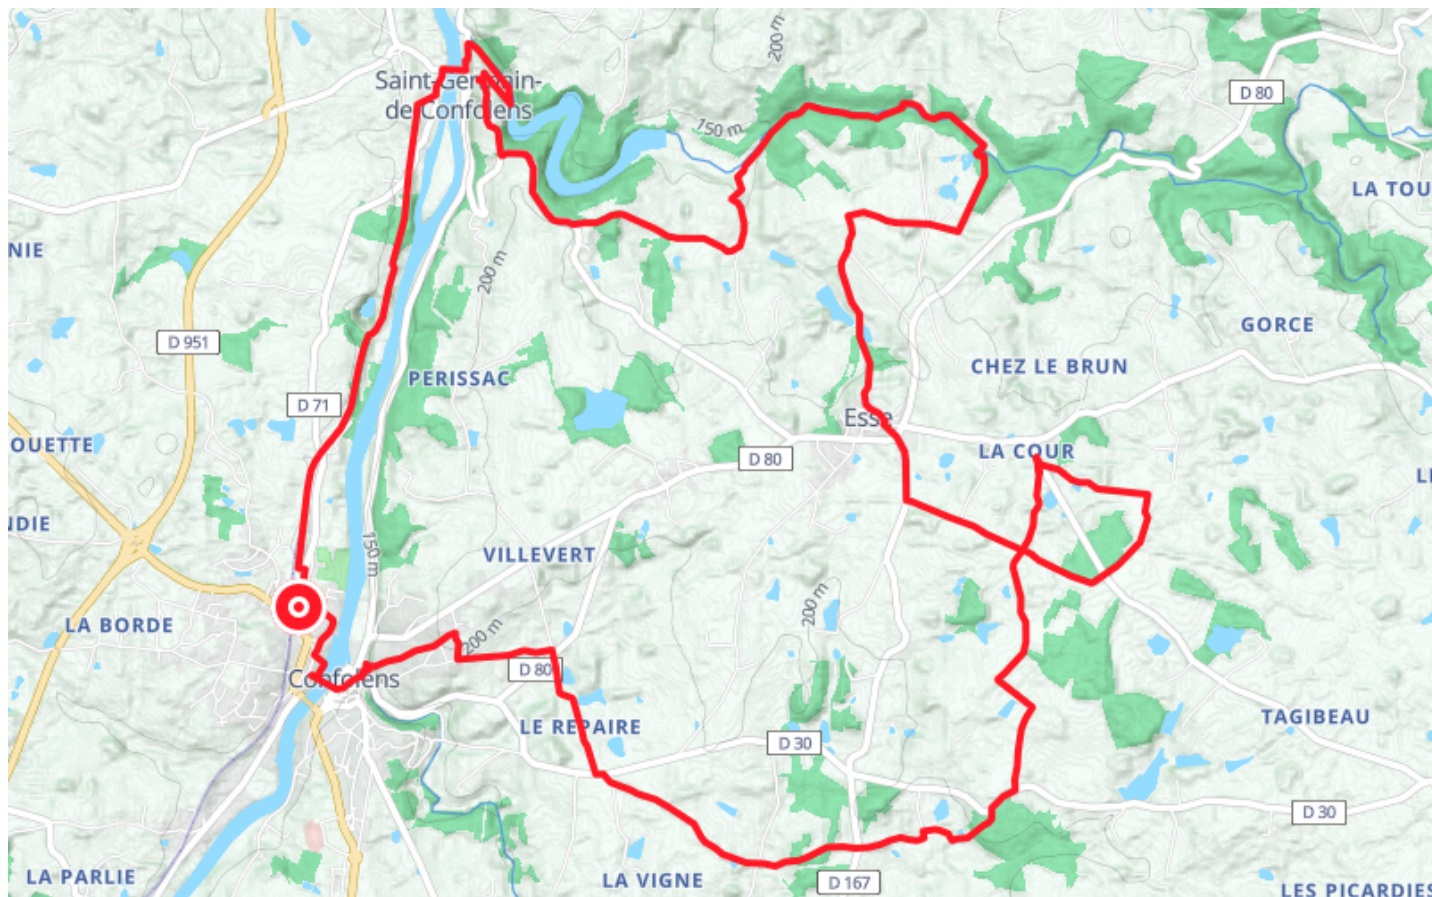 200 m
Saint-Germain-
de-Confolens
D 80
150 m
LA TOU
NIE
200 m
GORCE
D 951
CHEZ LE BRUN
PERISSAC
D 71
Esse
OUETTE
D 80
LA COUR
LE
NDIE
150 m
VILLEVERT
200 m
LA BORDE
200 m
D 80
Confolens
LE REPAIRE
TAGIBEAU
D 30
D 30
LA PARLIE
LA VIGNE
D 167
LES PICARDIES